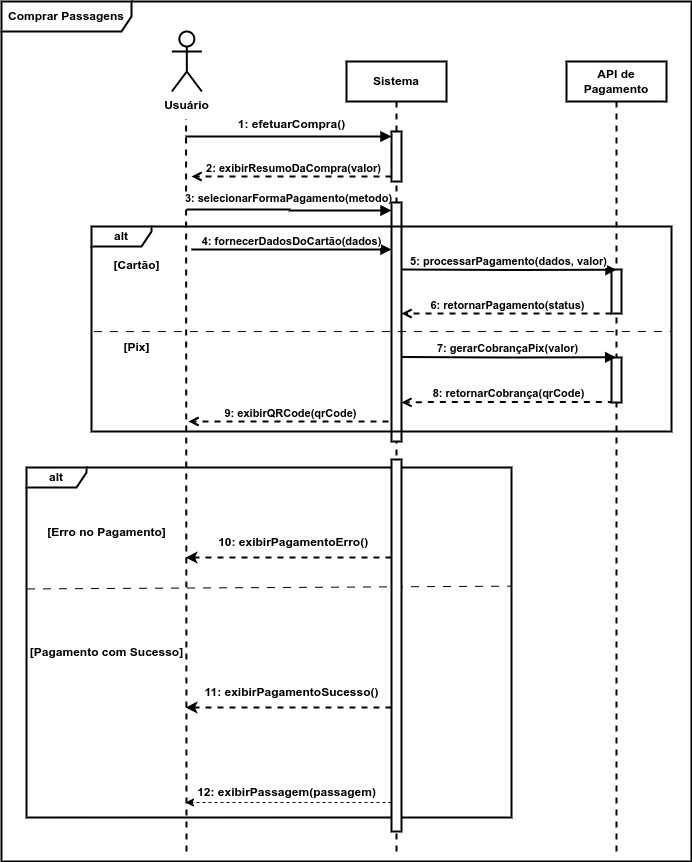 Comprar Passagens
Usuário
Sistema
API de
Pagamento
1: efetuarCompra()
2: exibirResumoDaCompra(valor)
3: selecionarFormaPagamento(metodo)
alt
4: fornecerDadosDoCartão(dados)
[Cartão]
5: processarPagamento(dados, valor)
6: retornarPagamento(status)
[Pix]
7: gerarCobrançaPix(valor)
8: retornarCobrança(qrCode)
9: exibirQRCode(qrCode)
alt
[Erro no Pagamento]
10: exibirPagamentoErro()
[Pagamento com Sucesso]
11: exibirPagamentoSucesso()
12: exibirPassagem(passagem)